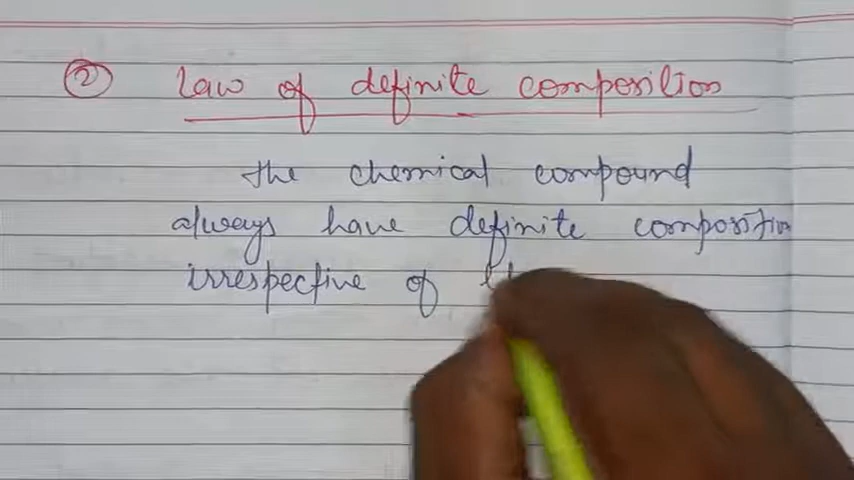 ② Law of definite composition
The chemical compound
always have definite composition
irrespective of